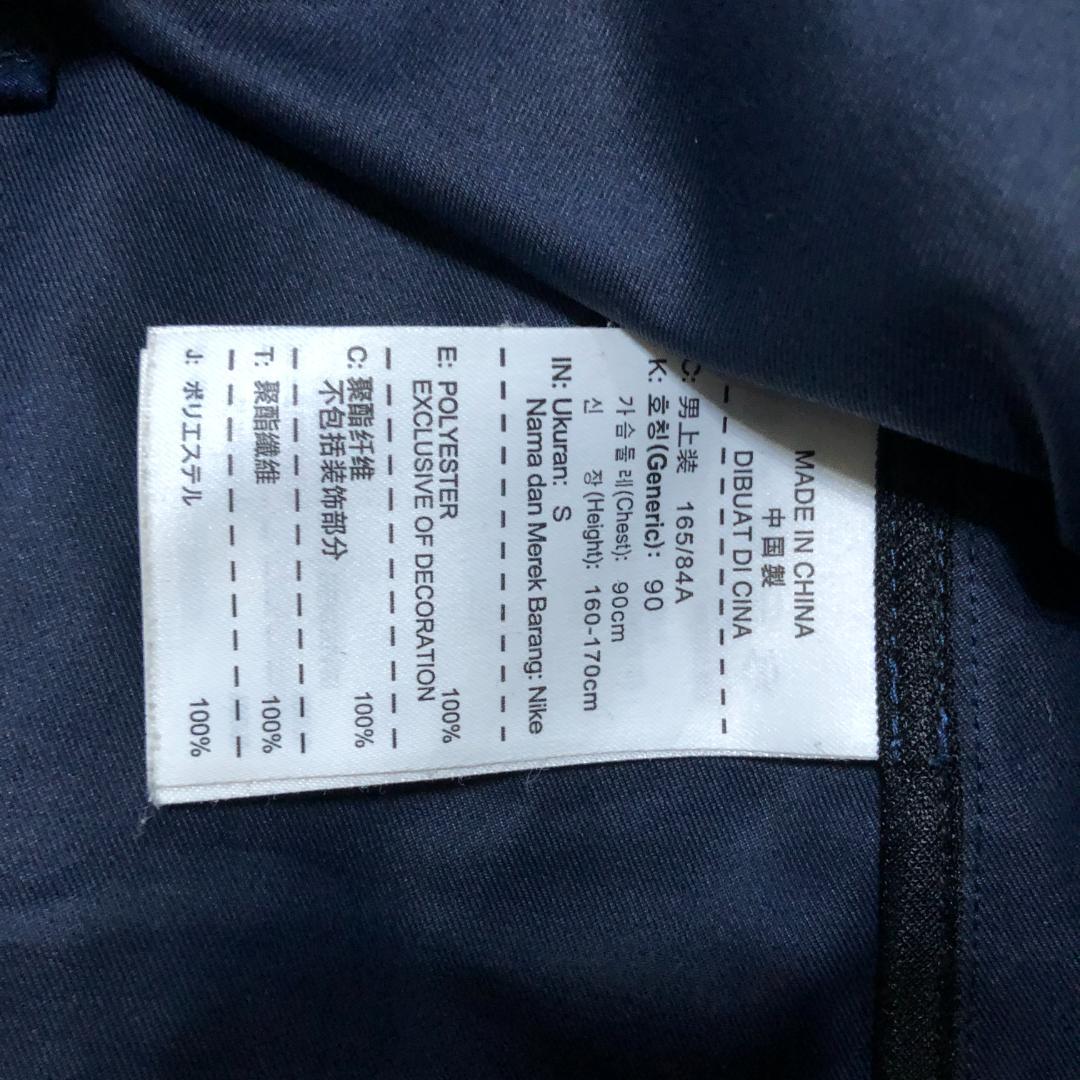 MADE IN CHINA
中国製
DIBUAT DI CINA
C: 男上装 165/84A
K: 호칭(Generic): 90
가슴둘레(Chest): 90cm
신 장(Height): 160-170cm
IN: Ukuran: S
Nama dan Merek Barang: Nike
E: POLYESTER 100%
EXCLUSIVE OF DECORATION
C: 聚酯纤维 100%
不包括装饰部分
T: 聚酯纖維 100%
J: ポリエステル 100%